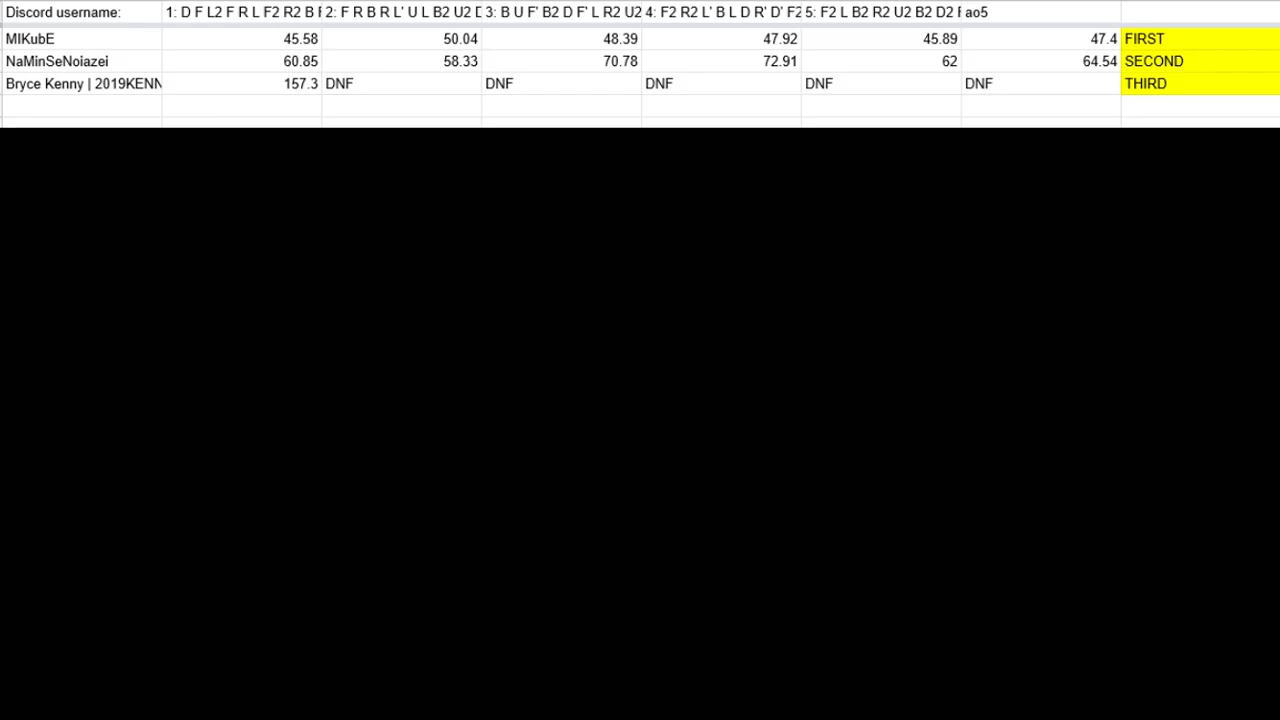 Discord username: 1: D F L2 F R L F2 R2 B 2: F R B R L' U L B2 U2 3: B U F' B2 D F' L R2 U2 4: F2 R2 L' B L D R' D' F2 5: F2 L B2 R2 U2 B2 D2 ao5
MIKubE 45.58 50.04 48.39 47.92 45.89 47.4 FIRST
NaMinSeNoiazei 60.85 58.33 70.78 72.91 62 64.54 SECOND
Bryce Kenny | 2019KENN 157.3 DNF DNF DNF DNF DNF THIRD